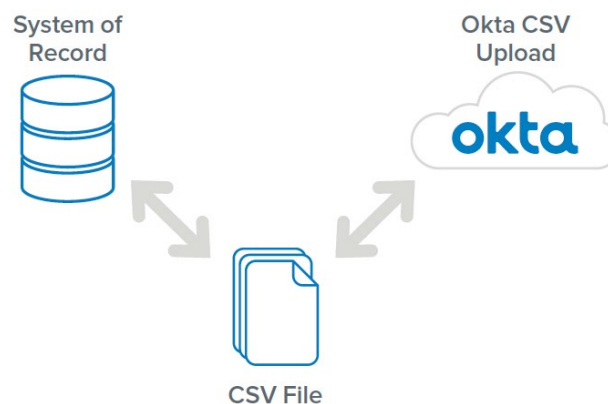 System of
Record
Okta CSV
Upload
okta
CSV File